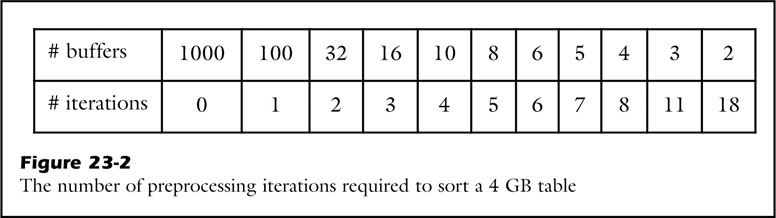 # buffers 1000 100 32 16 10 8 6 5 4 3 2
# iterations 0 1 2 3 4 5 6 7 8 11 18
Figure 23-2
The number of preprocessing iterations required to sort a 4 GB table